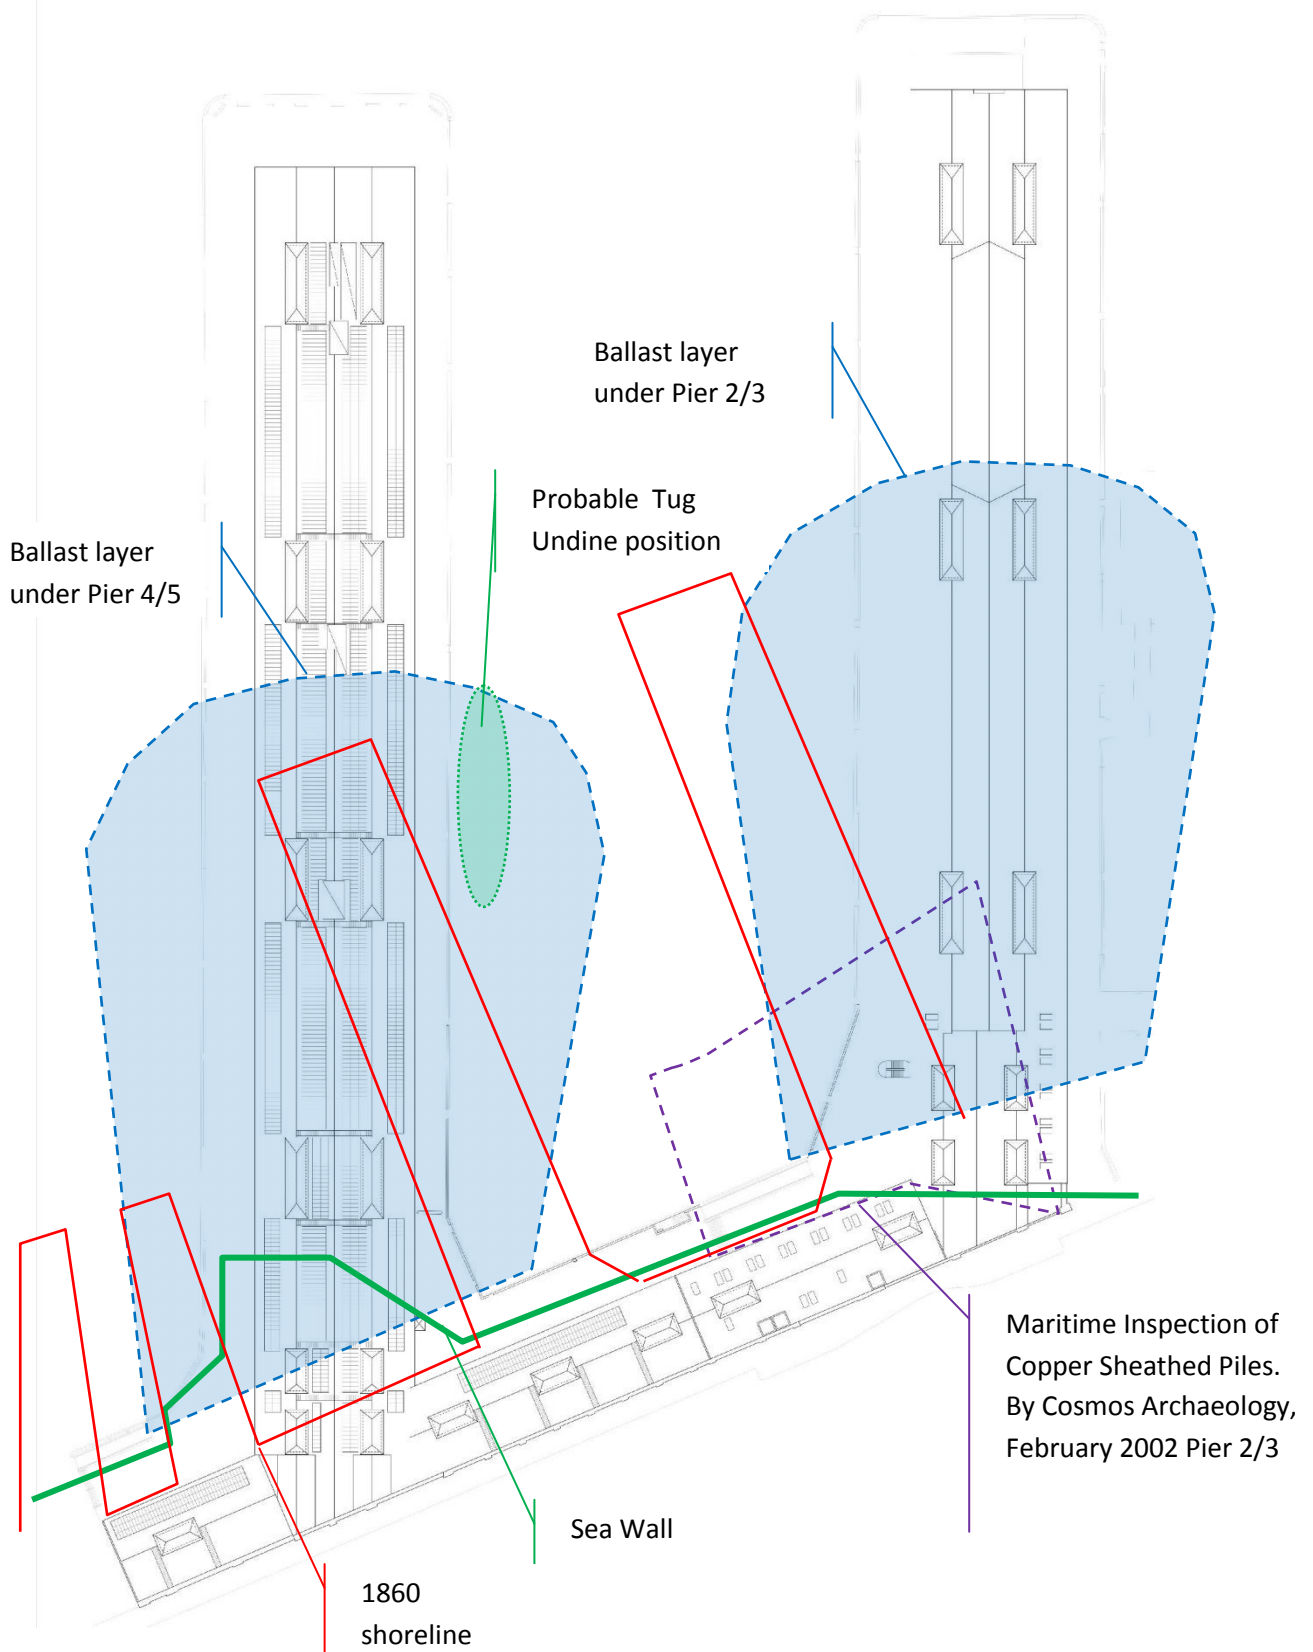 Ballast layer
under Pier 2/3
Probable Tug
Undine position
Ballast layer
under Pier 4/5
Maritime Inspection of
Copper Sheathed Piles.
By Cosmos Archaeology,
February 2002 Pier 2/3
Sea Wall
1860
shoreline